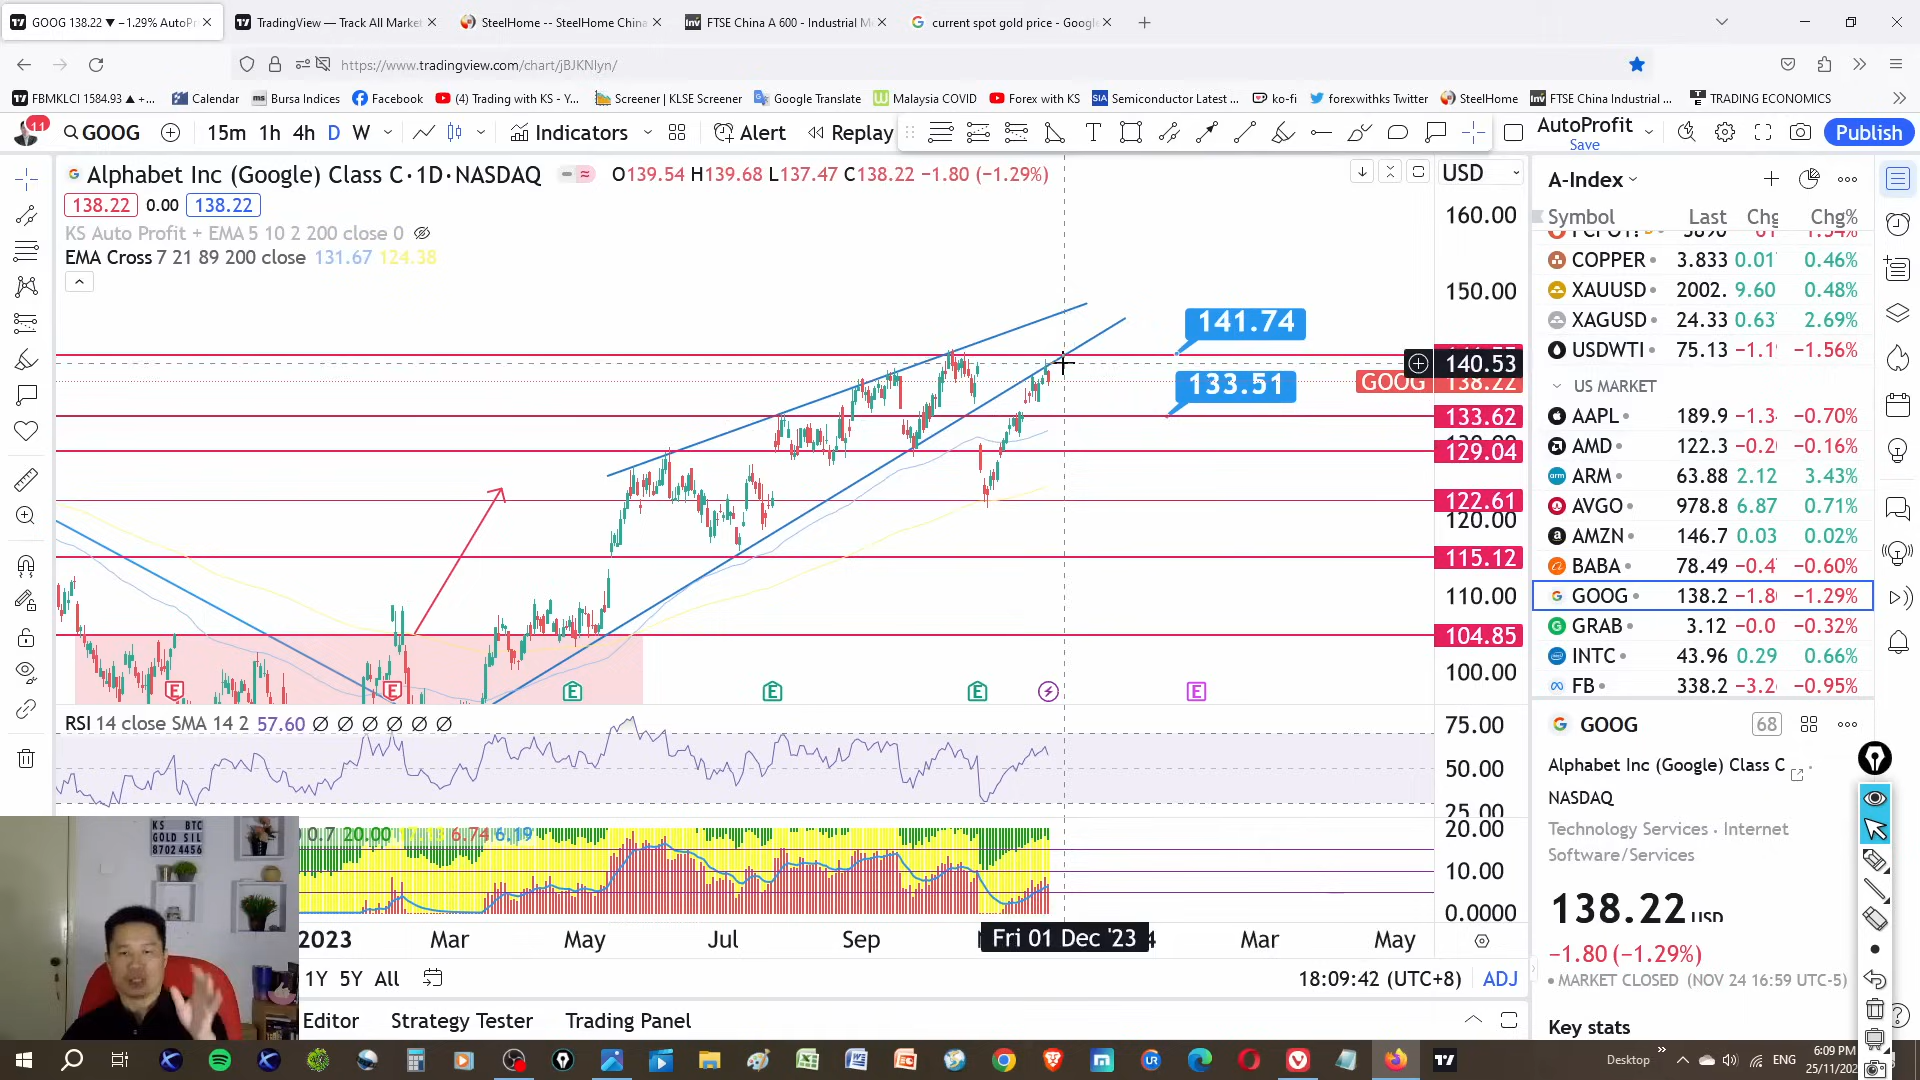 GOOG 138.22 ▼ −1.29% AutoPr
TradingView — Track All Market
SteelHome -- SteelHome China
FTSE China A 600 - Industrial M
current spot gold price - Google
https://www.tradingview.com/chart/jBJKNlyn/
FBMKLCI 1584.93 ▲ +...
Calendar
Bursa Indices
Facebook
(4) Trading with KS - Y...
Screener | KLSE Screener
Google Translate
Malaysia COVID
Forex with KS
Semiconductor Latest ...
ko-fi
forexwithks Twitter
SteelHome
FTSE China Industrial ...
TRADING ECONOMICS
11
GOOG
15m 1h 4h D W
Indicators
Alert
Replay
AutoProfit
Save
Publish
Alphabet Inc (Google) Class C · 1D · NASDAQ
O139.54 H139.68 L137.47 C138.22 −1.80 (−1.29%)
USD
138.22 0.00 138.22
KS Auto Profit + EMA 5 10 2 200 close 0
EMA Cross 7 21 89 200 close 131.67 124.38
160.00
150.00
141.74
140.53
GOOG 138.22
133.51
133.62
129.04
122.61
120.00
115.12
110.00
104.85
100.00
E E E E E E
RSI 14 close SMA 14 2 57.60 Ø Ø Ø Ø Ø Ø
75.00
50.00
25.00
0.7 20.00 6.74 6.19
20.00
10.00
0.0000
2023 Mar May Jul Sep Fri 01 Dec '23 Mar May
1Y 5Y All
18:09:42 (UTC+8) ADJ
Editor Strategy Tester Trading Panel
KS BTC
GOLD SIL
8702 4456
A-Index
Symbol Last Chg Chg%
COPPER 3.833 0.01 0.46%
XAUUSD 2002. 9.60 0.48%
XAGUSD 24.33 0.63 2.69%
USDWTI 75.13 −1.1 −1.56%
US MARKET
AAPL 189.9 −1.3 −0.70%
AMD 122.3 −0.2 −0.16%
ARM 63.88 2.12 3.43%
AVGO 978.8 6.87 0.71%
AMZN 146.7 0.03 0.02%
BABA 78.49 −0.4 −0.60%
GOOG 138.2 −1.8 −1.29%
GRAB 3.12 −0.0 −0.32%
INTC 43.96 0.29 0.66%
FB 338.2 −3.2 −0.95%
GOOG
68
Alphabet Inc (Google) Class C
NASDAQ
Technology Services · Internet
Software/Services
138.22 USD
−1.80 (−1.29%)
MARKET CLOSED (NOV 24 16:59 UTC-5)
Key stats
Desktop
ENG
6:09 PM
25/11/202